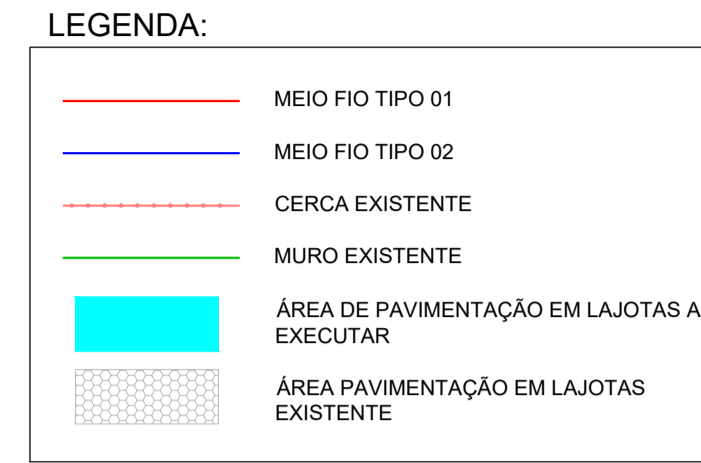 LEGENDA:
MEIO FIO TIPO 01
MEIO FIO TIPO 02
CERCA EXISTENTE
MURO EXISTENTE
ÁREA DE PAVIMENTAÇÃO EM LAJOTAS A
EXECUTAR
ÁREA PAVIMENTAÇÃO EM LAJOTAS
EXISTENTE